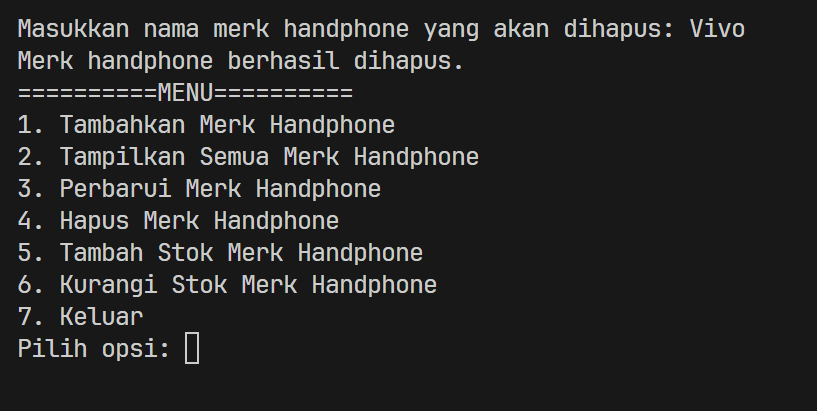 Masukkan nama merk handphone yang akan dihapus: Vivo
Merk handphone berhasil dihapus.
==========MENU==========
1. Tambahkan Merk Handphone
2. Tampilkan Semua Merk Handphone
3. Perbarui Merk Handphone
4. Hapus Merk Handphone
5. Tambah Stok Merk Handphone
6. Kurangi Stok Merk Handphone
7. Keluar
Pilih opsi: